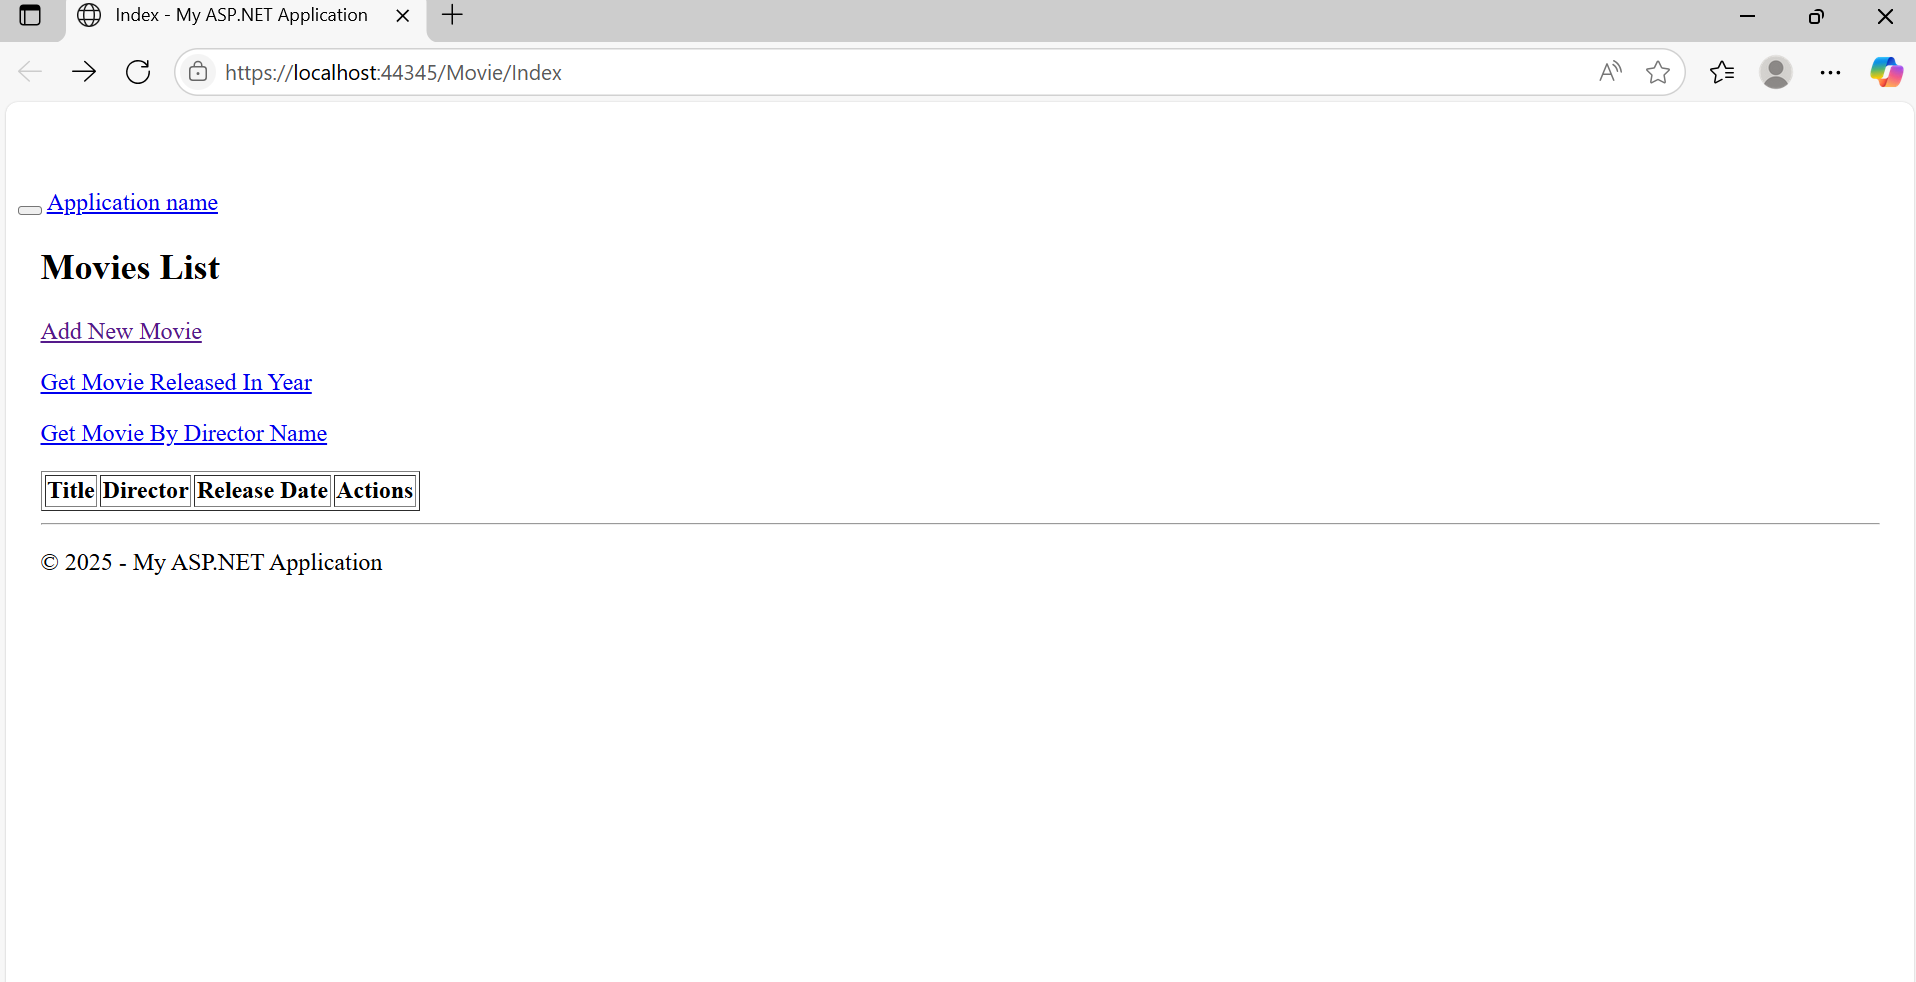 Index - My ASP.NET Application
https://localhost:44345/Movie/Index
Application name
Movies List
Add New Movie
Get Movie Released In Year
Get Movie By Director Name
Title Director Release Date Actions
© 2025 - My ASP.NET Application